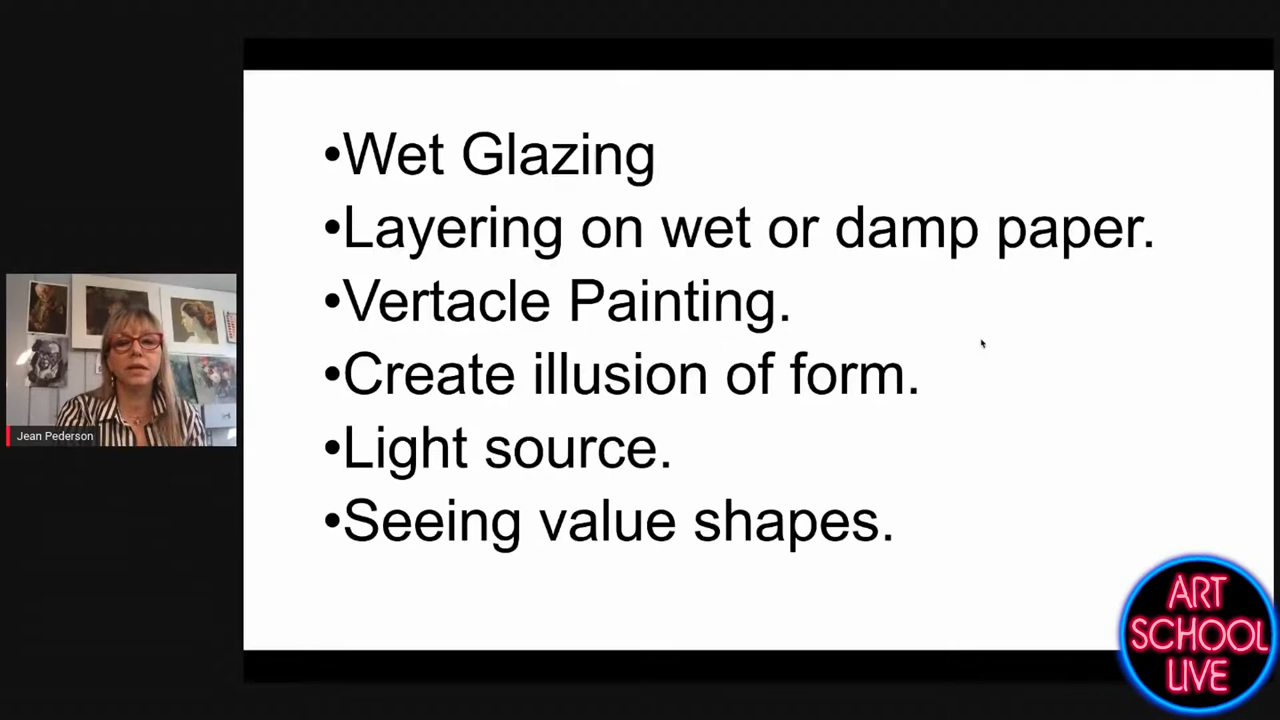 •Wet Glazing
•Layering on wet or damp paper.
•Vertacle Painting.
•Create illusion of form.
•Light source.
•Seeing value shapes.
Jean Pederson
ART
SCHOOL
LIVE